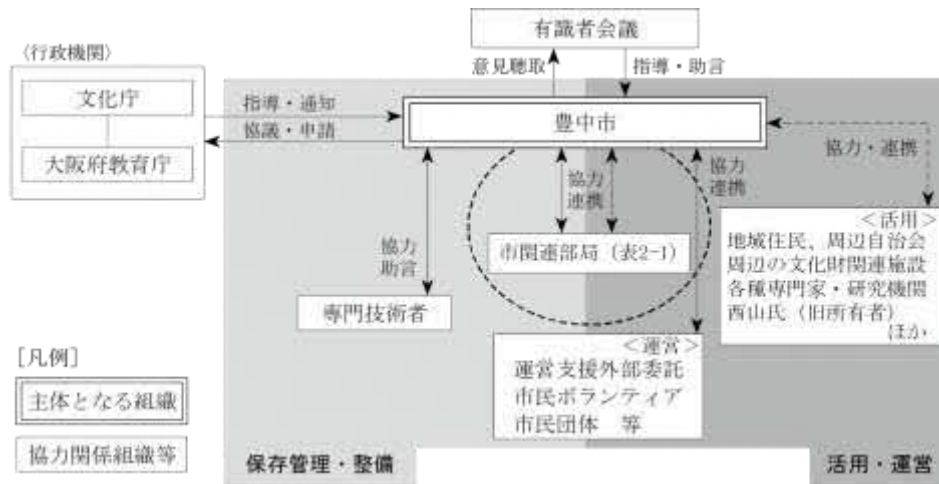 有識者会議
〈行政機関〉
意見聴取
指導・助言
文化庁
指導・通知
豊中市
協議・申請
大阪府教育庁
協力・連携
協力
連携
協力
連携
＜活用＞
地域住民、周辺自治会
周辺の文化財関連施設
各種専門家・研究機関
西山氏（旧所有者）
ほか
市関連部局（表2-1）
協力
助言
専門技術者
＜運営＞
運営支援外部委託
市民ボランティア
市民団体　等
［凡例］
主体となる組織
協力関係組織等
保存管理・整備
活用・運営